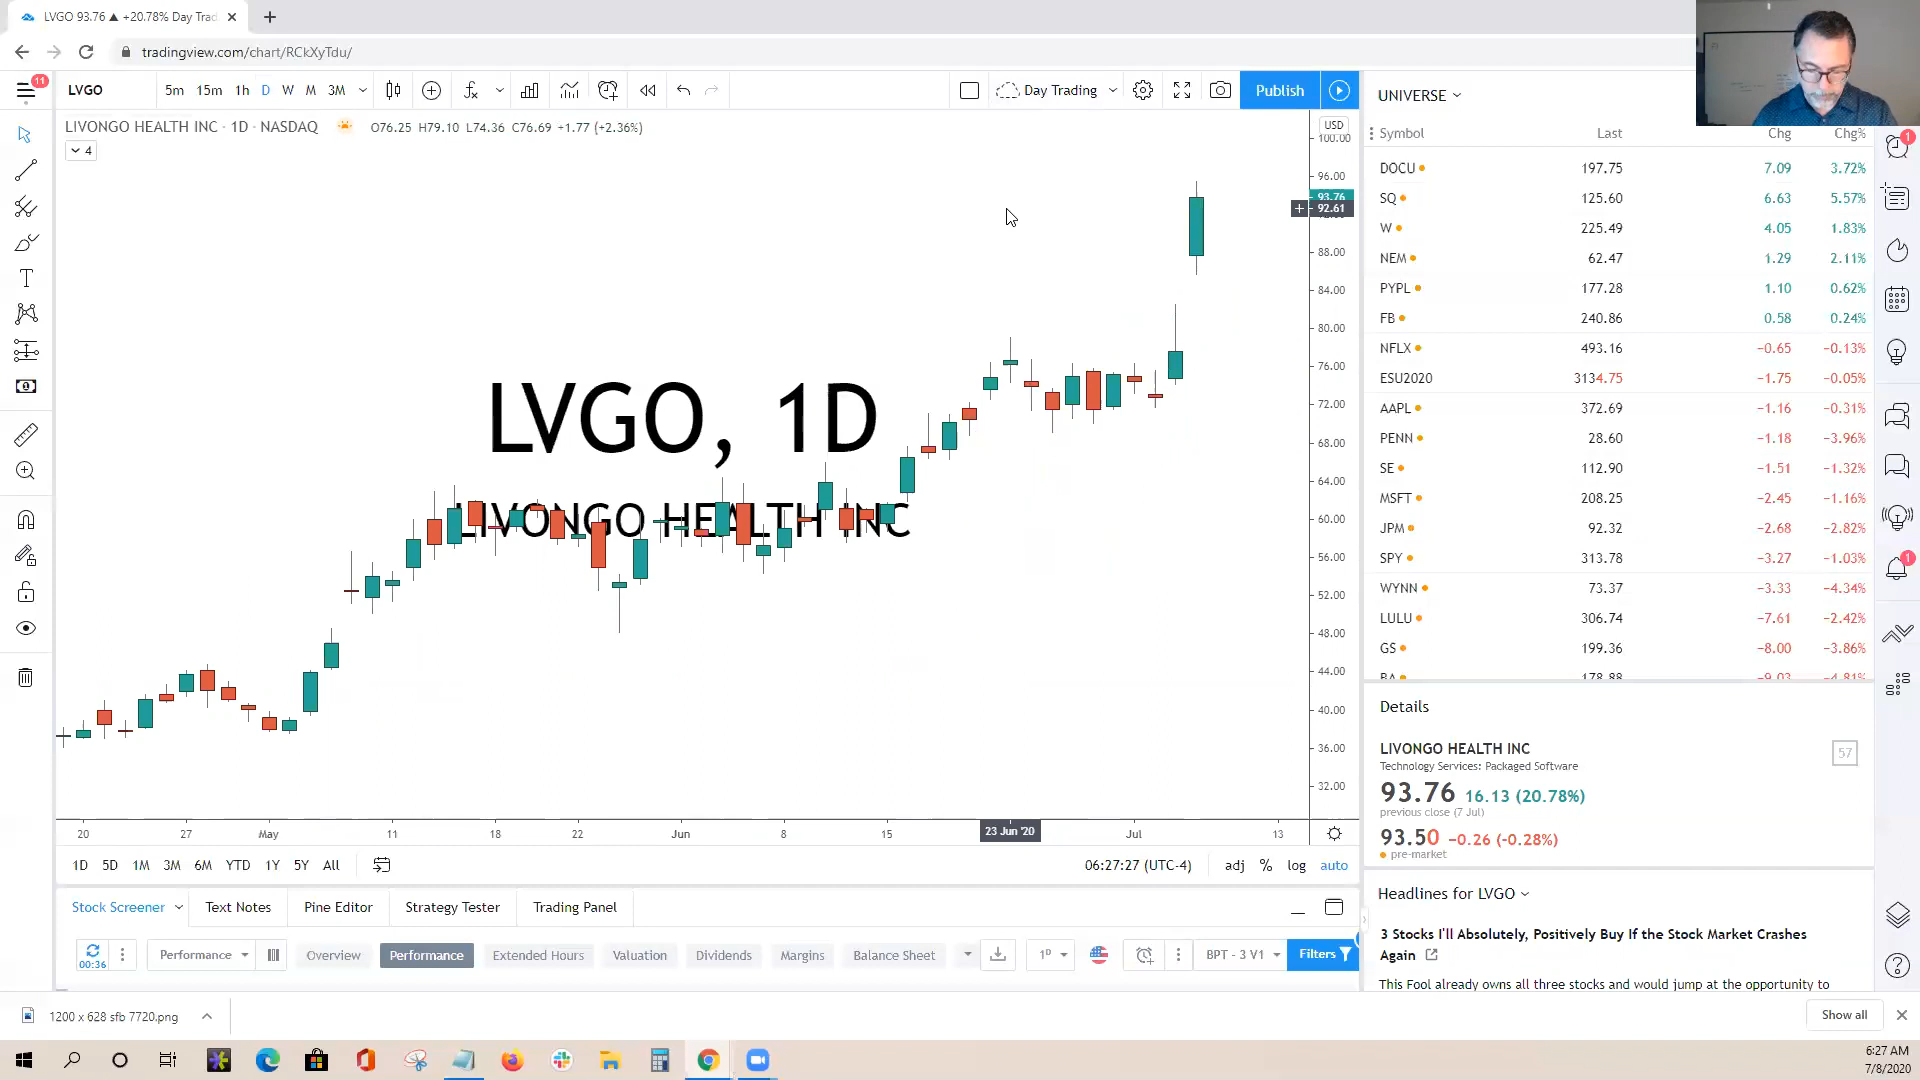 LVGO 93.76 ▲ +20.78% Day Trad
tradingview.com/chart/RCkXyTdu/
11
LVGO 5m 15m 1h D W M 3M Day Trading Publish
LIVONGO HEALTH INC · 1D · NASDAQ O76.25 H79.10 L74.36 C76.69 +1.77 (+2.36%)
4
USD
100.00
96.00
93.76
92.61
88.00
84.00
80.00
76.00
72.00
68.00
64.00
60.00
56.00
52.00
48.00
44.00
40.00
36.00
32.00
LVGO, 1D
LIVONGO HEALTH INC
20 27 May 11 18 22 Jun 8 15 23 Jun '20 Jul 13
1D 5D 1M 3M 6M YTD 1Y 5Y All 06:27:27 (UTC-4) adj % log auto
Stock Screener Text Notes Pine Editor Strategy Tester Trading Panel
00:36 Performance Overview Performance Extended Hours Valuation Dividends Margins Balance Sheet 1D BPT - 3 V1 Filters
UNIVERSE
Symbol Last Chg Chg%
DOCU 197.75 7.09 3.72%
SQ 125.60 6.63 5.57%
W 225.49 4.05 1.83%
NEM 62.47 1.29 2.11%
PYPL 177.28 1.10 0.62%
FB 240.86 0.58 0.24%
NFLX 493.16 −0.65 −0.13%
ESU2020 3134.75 −1.75 −0.05%
AAPL 372.69 −1.16 −0.31%
PENN 28.60 −1.18 −3.96%
SE 112.90 −1.51 −1.32%
MSFT 208.25 −2.45 −1.16%
JPM 92.32 −2.68 −2.82%
SPY 313.78 −3.27 −1.03%
WYNN 73.37 −3.33 −4.34%
LULU 306.74 −7.61 −2.42%
GS 199.36 −8.00 −3.86%
BA 178.88 −9.03 −4.81%
1
1
Details
LIVONGO HEALTH INC
57
Technology Services: Packaged Software
93.76 16.13 (20.78%)
previous close (7 Jul)
93.50 −0.26 (-0.28%)
pre-market
Headlines for LVGO
3 Stocks I'll Absolutely, Positively Buy If the Stock Market Crashes
Again
This Fool already owns all three stocks and would jump at the opportunity to
1200 x 628 sfb 7720.png
Show all
6:27 AM
7/8/2020